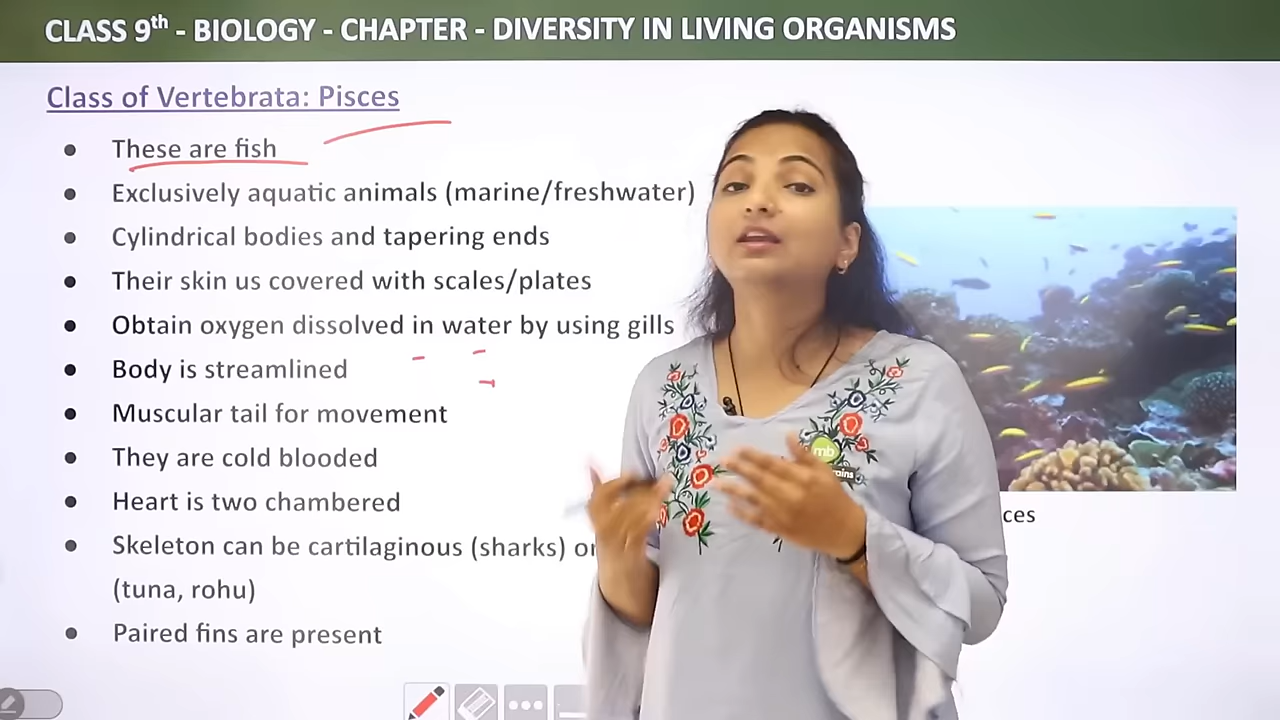 CLASS 9th - BIOLOGY - CHAPTER - DIVERSITY IN LIVING ORGANISMS
Class of Vertebrata: Pisces
● These are fish
● Exclusively aquatic animals (marine/freshwater)
● Cylindrical bodies and tapering ends
● Their skin us covered with scales/plates
● Obtain oxygen dissolved in water by using gills
● Body is streamlined
● Muscular tail for movement
● They are cold blooded
● Heart is two chambered
● Skeleton can be cartilaginous (sharks) or
(tuna, rohu)
● Paired fins are present
mb